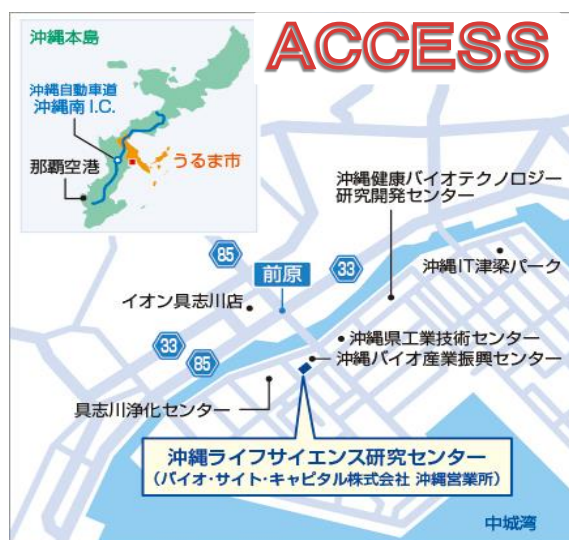 ACCESS
沖縄本島
沖縄自動車道
沖縄南I.C.
那覇空港
うるま市
沖縄健康バイオテクノロジー
研究開発センター
85
前原
33
沖縄IT津梁パーク
イオン具志川店
33
85
沖縄県工業技術センター
沖縄バイオ産業振興センター
具志川浄化センター
沖縄ライフサイエンス研究センター
（バイオ・サイト・キャピタル株式会社 沖縄営業所）
中城湾